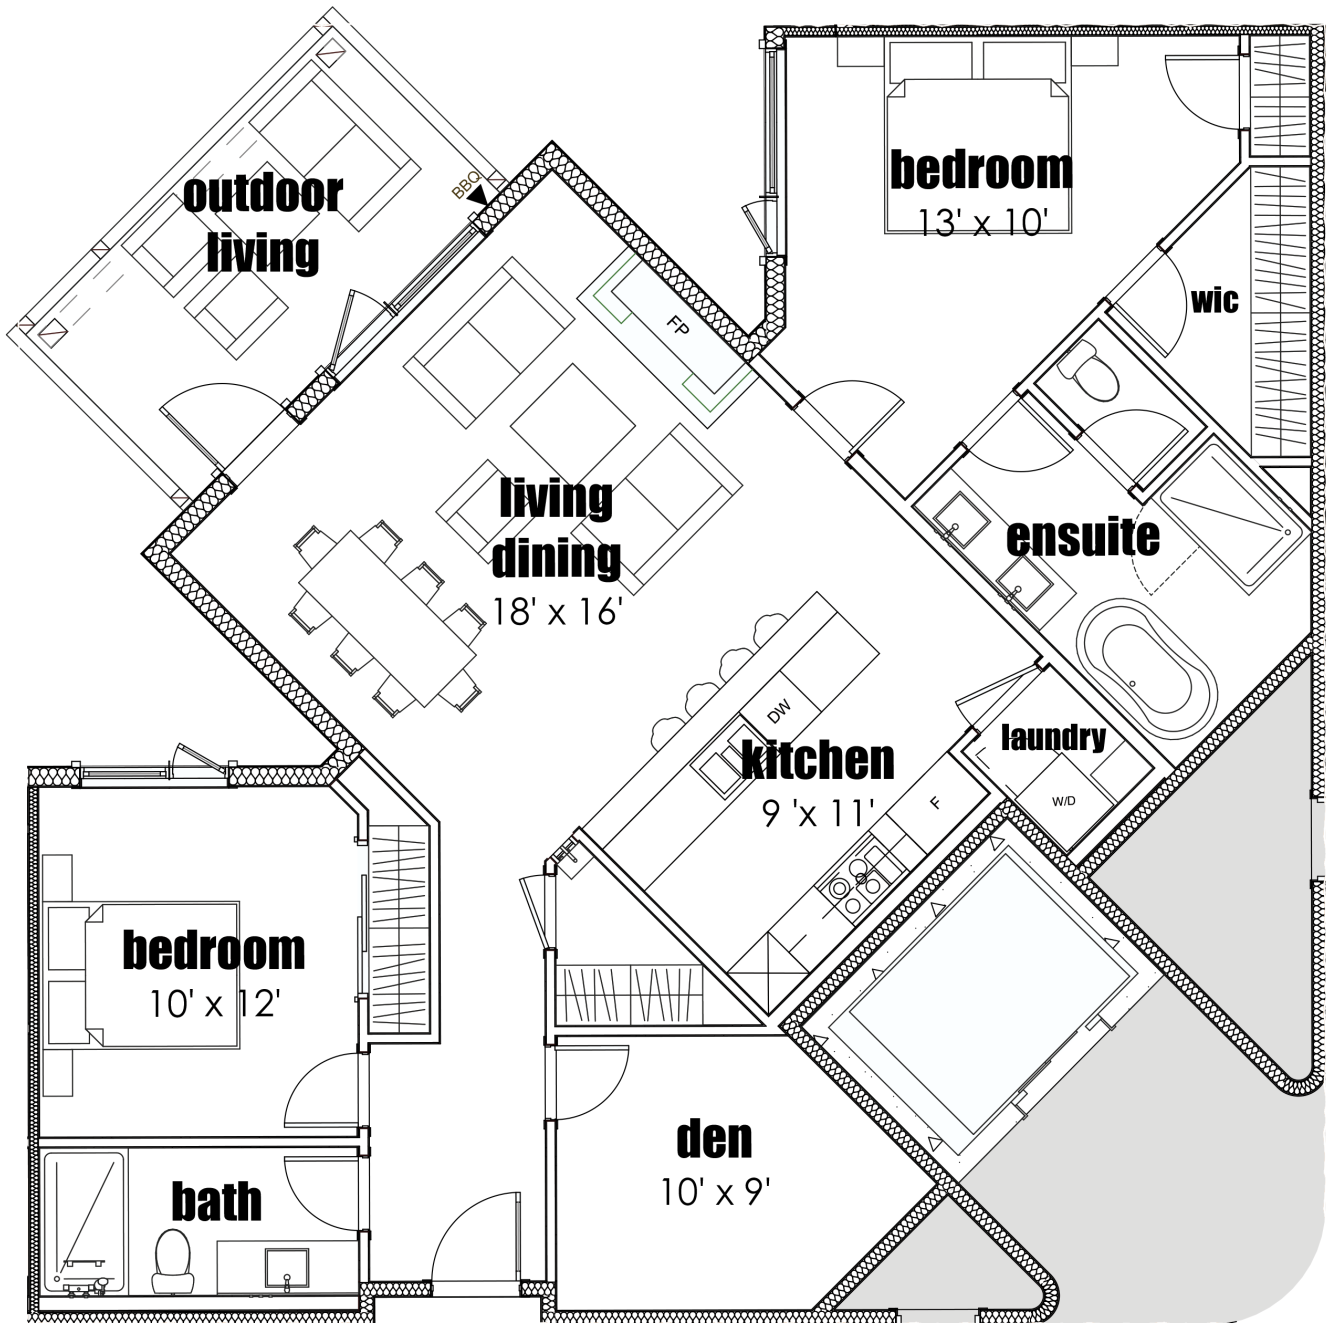 outdoor
living
BBQ
bedroom
13' x 10'
wic
FP
living
dining
18' x 16'
ensuite
DW
kitchen
9 'x 11'
laundry
F
W/D
bedroom
10' x 12'
den
10' x 9'
bath